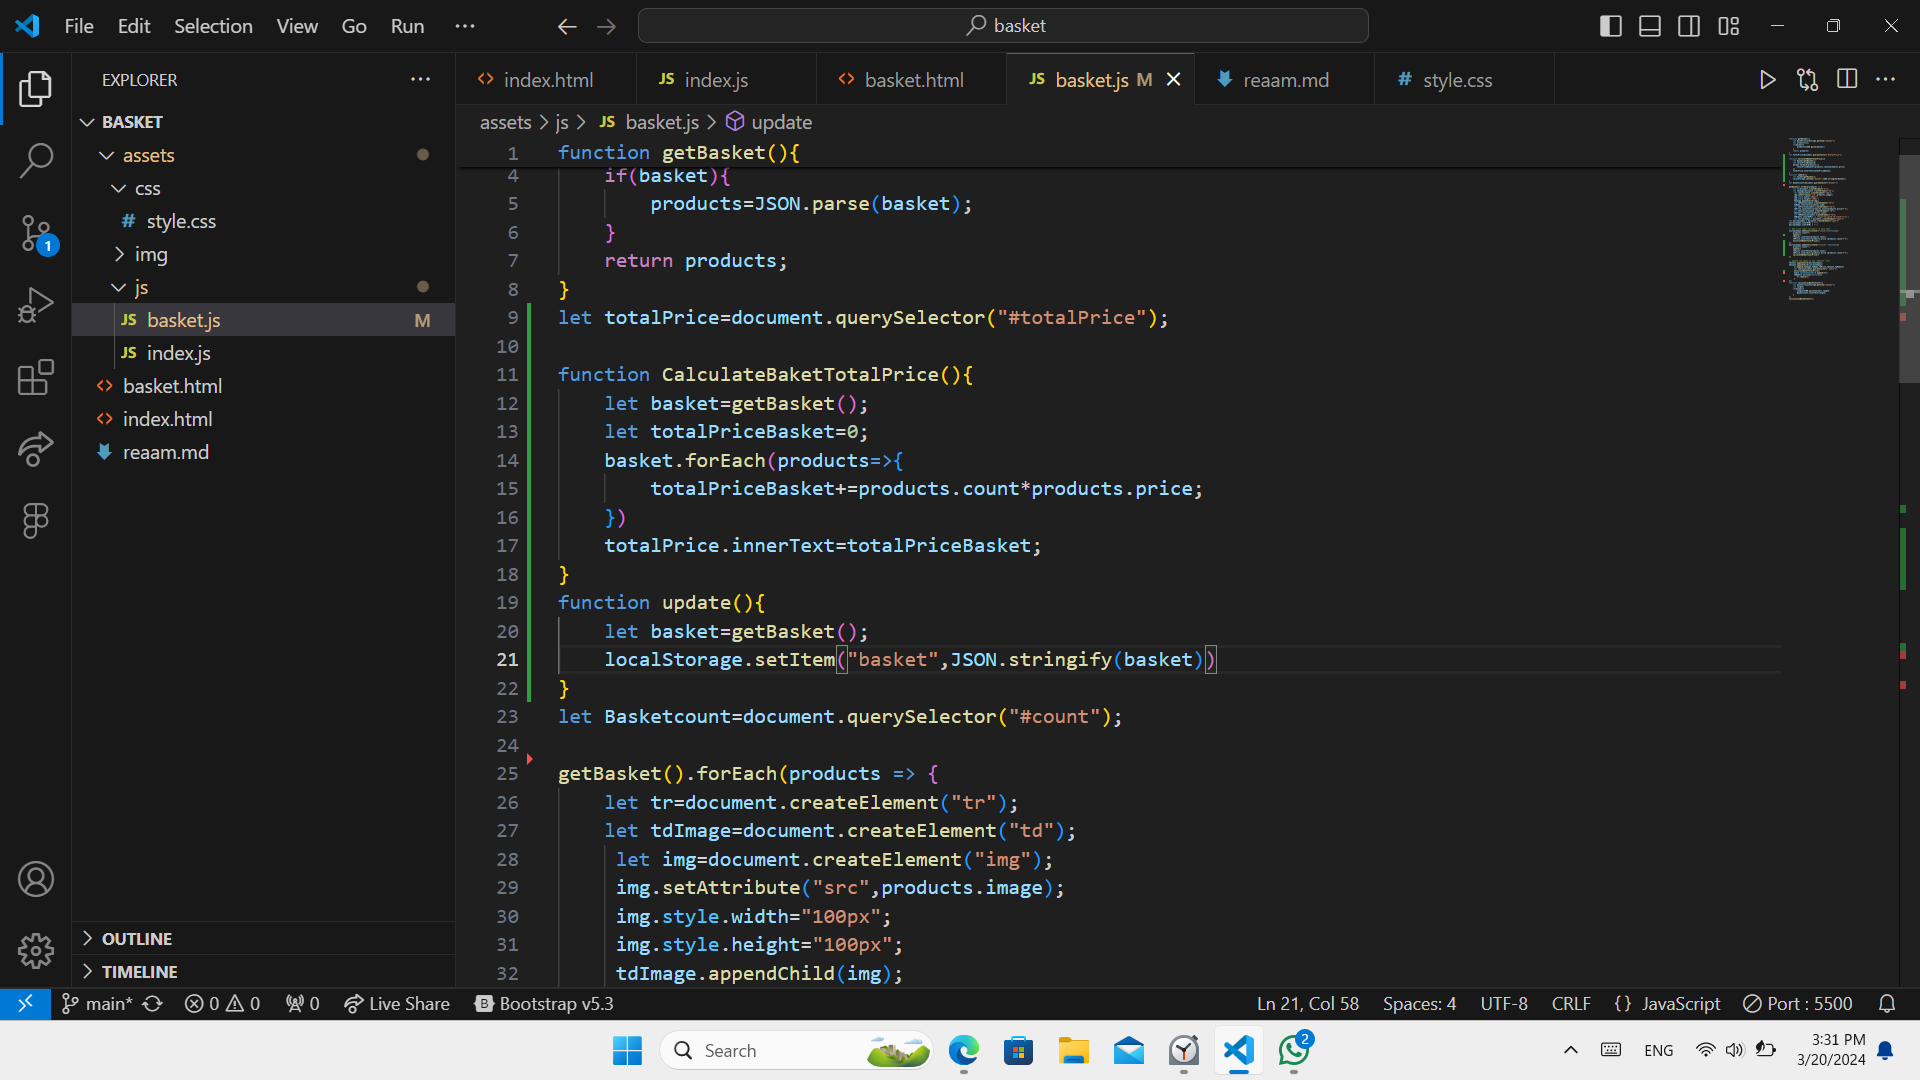 File Edit Selection View Go Run ··· basket
EXPLORER ···
index.html
JS index.js
basket.html
JS basket.js M
reaam.md
# style.css
BASKET
assets
css
# style.css
img
js
JS basket.js M
JS index.js
basket.html
index.html
reaam.md
OUTLINE
TIMELINE
1
assets > js > JS basket.js > update
1 function getBasket(){
4 if(basket){
5 products=JSON.parse(basket);
6 }
7 return products;
8 }
9 let totalPrice=document.querySelector("#totalPrice");
10
11 function CalculateBaketTotalPrice(){
12 let basket=getBasket();
13 let totalPriceBasket=0;
14 basket.forEach(products=>{
15 totalPriceBasket+=products.count*products.price;
16 })
17 totalPrice.innerText=totalPriceBasket;
18 }
19 function update(){
20 let basket=getBasket();
21 localStorage.setItem("basket",JSON.stringify(basket))
22 }
23 let Basketcount=document.querySelector("#count");
24
25 getBasket().forEach(products => {
26 let tr=document.createElement("tr");
27 let tdImage=document.createElement("td");
28 let img=document.createElement("img");
29 img.setAttribute("src",products.image);
30 img.style.width="100px";
31 img.style.height="100px";
32 tdImage.appendChild(img);
main* 0 0 0 Live Share B Bootstrap v5.3 Ln 21, Col 58 Spaces: 4 UTF-8 CRLF {} JavaScript Port : 5500
Search 2 ENG 3:31 PM
3/20/2024